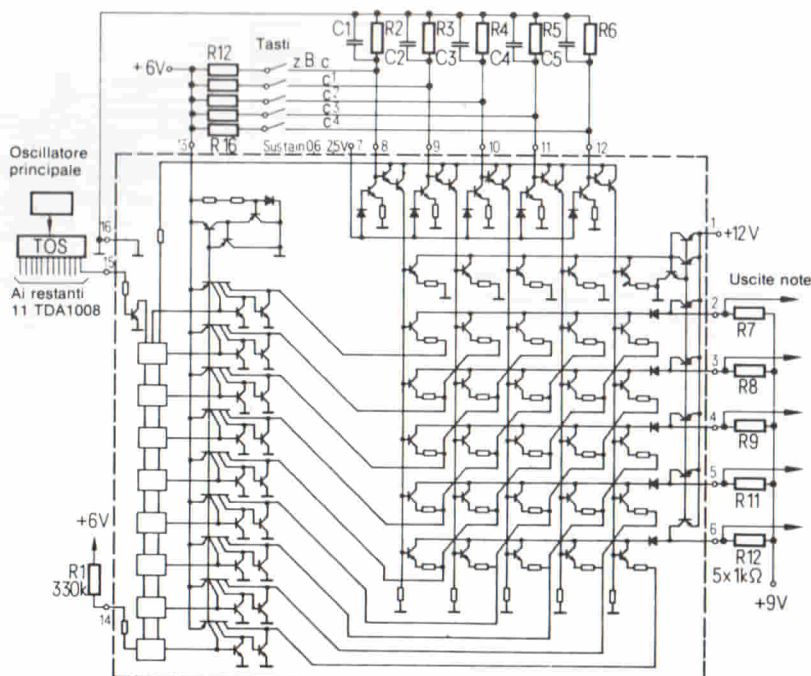 C1 R2 R3 R4 R5 R6
C2 C3 C4 C5
R12 Tasti
+6V z.B. c
c1
c2
c3
c4
R16 Sustain 06 25V 7 8 9 10 11 12
13
Oscillatore
principale
TOS
16
15
Ai restanti
11 TDA1008
1 +12V
Uscite note
2 R7
3 R8
4 R9
5 R11
6 R12
5x1kΩ
+9V
+6V
R1
330k
14